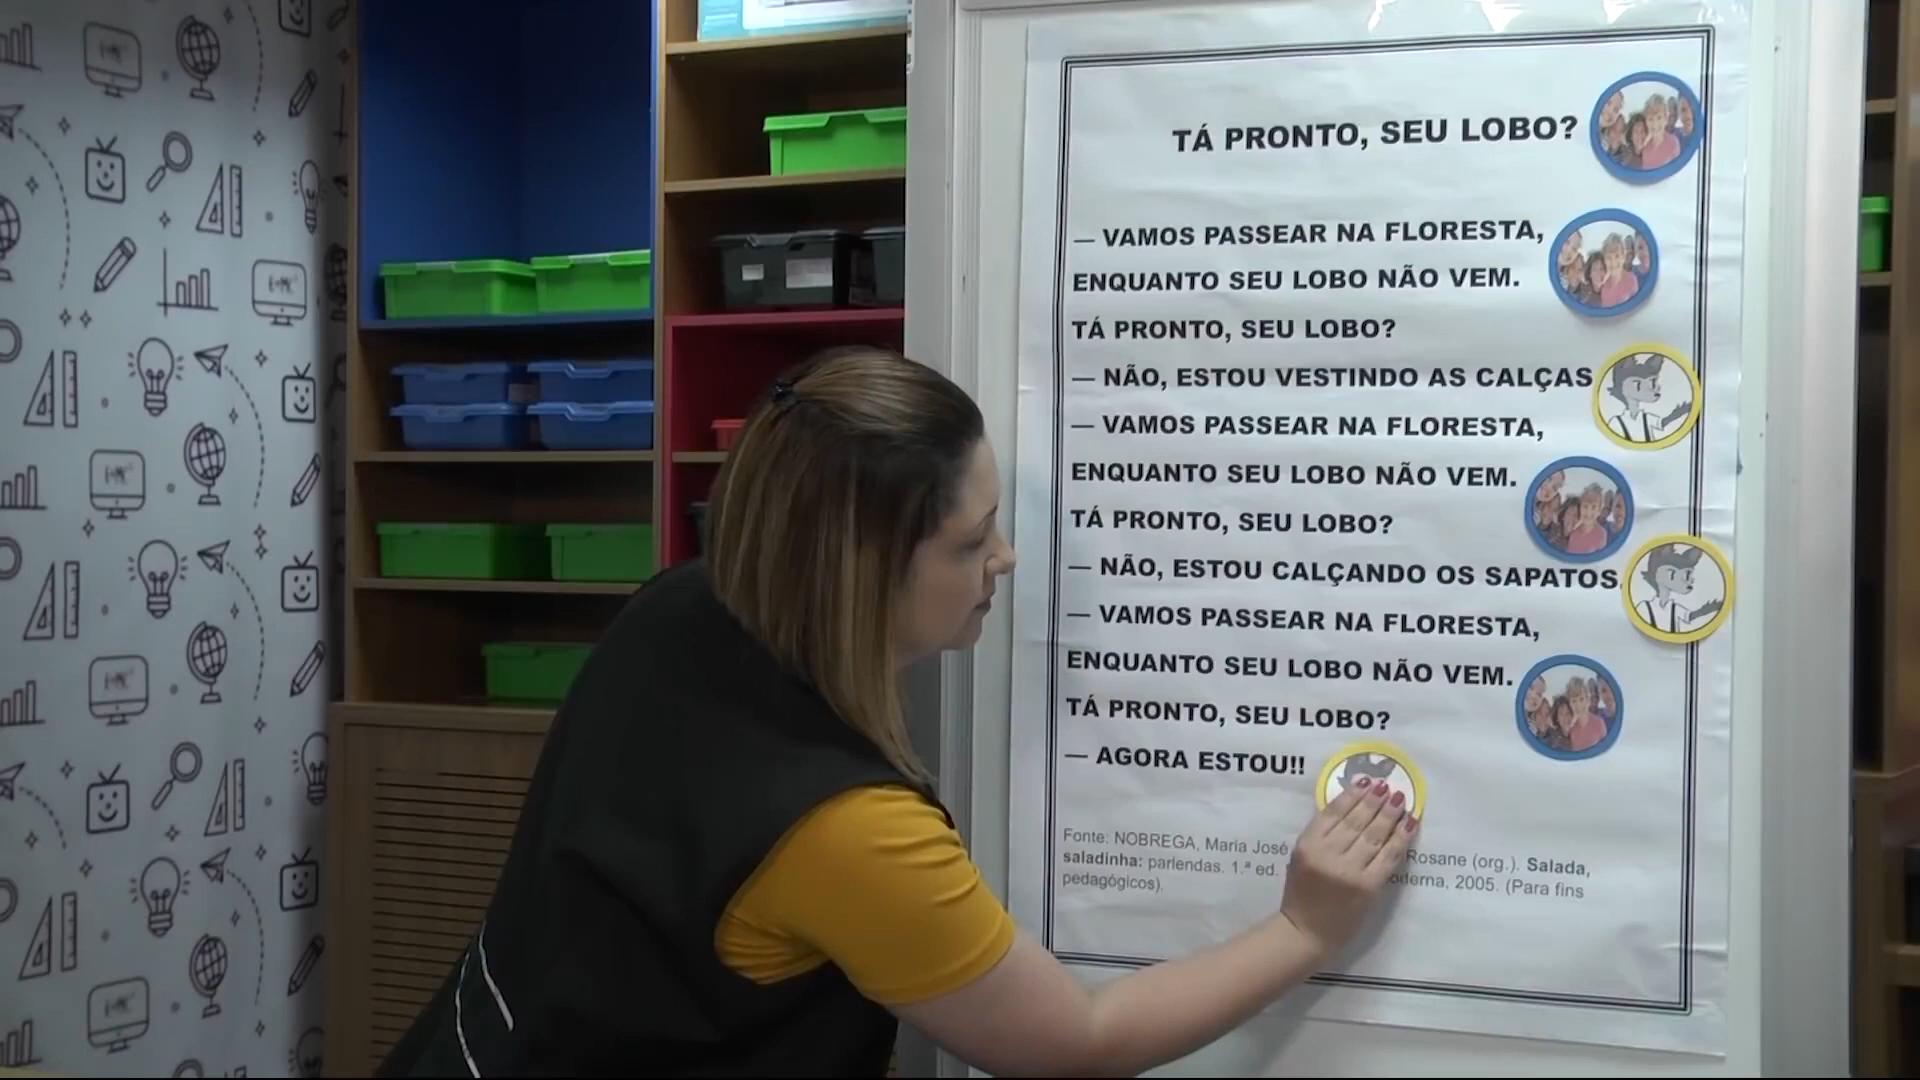 TÁ PRONTO, SEU LOBO?
— VAMOS PASSEAR NA FLORESTA,
ENQUANTO SEU LOBO NÃO VEM.
TÁ PRONTO, SEU LOBO?
— NÃO, ESTOU VESTINDO AS CALÇAS
— VAMOS PASSEAR NA FLORESTA,
ENQUANTO SEU LOBO NÃO VEM.
TÁ PRONTO, SEU LOBO?
— NÃO, ESTOU CALÇANDO OS SAPATOS.
— VAMOS PASSEAR NA FLORESTA,
ENQUANTO SEU LOBO NÃO VEM.
TÁ PRONTO, SEU LOBO?
— AGORA ESTOU!!
Fonte: NOBREGA, Maria José Rosane (org.). Salada,
saladinha: parlendas. 1.ª ed. 2005. (Para fins
pedagógicos).